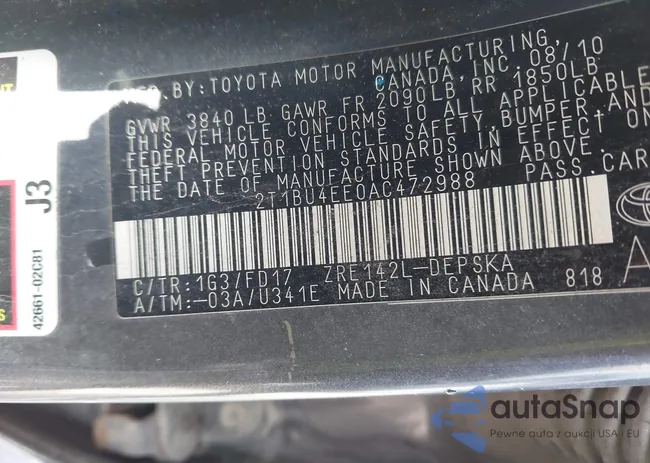 MFD. BY: TOYOTA MOTOR MANUFACTURING,
CANADA, INC. 08/10
GVWR 3840 LB GAWR FR 2090LB RR 1850LB
THIS VEHICLE CONFORMS TO ALL APPLICABLE
FEDERAL MOTOR VEHICLE SAFETY, BUMPER AND
THEFT PREVENTION STANDARDS IN EFFECT ON
THE DATE OF MANUFACTURE SHOWN ABOVE.
2T1BU4EE0AC472988 PASS.CAR
C/TR: 1G3/FD17 ZRE142L-DEPSKA
A/TM:-03A/U341E MADE IN CANADA 818
J3
42661-02C81
autaSnap
Pewne auta z aukcji USA i EU